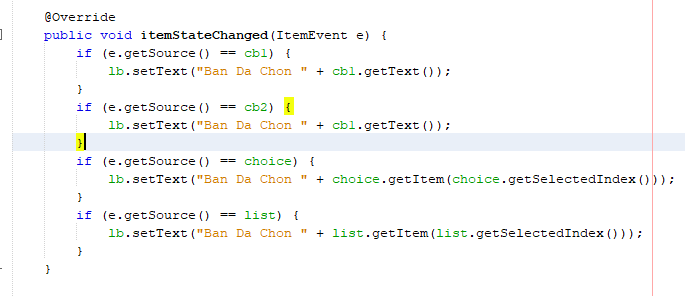 @Override
public void itemStateChanged(ItemEvent e) {
if (e.getSource() == cb1) {
lb.setText("Ban Da Chon " + cb1.getText());
}
if (e.getSource() == cb2) {
lb.setText("Ban Da Chon " + cb1.getText());
}
if (e.getSource() == choice) {
lb.setText("Ban Da Chon " + choice.getItem(choice.getSelectedIndex()));
}
if (e.getSource() == list) {
lb.setText("Ban Da Chon " + list.getItem(list.getSelectedIndex()));
}
}